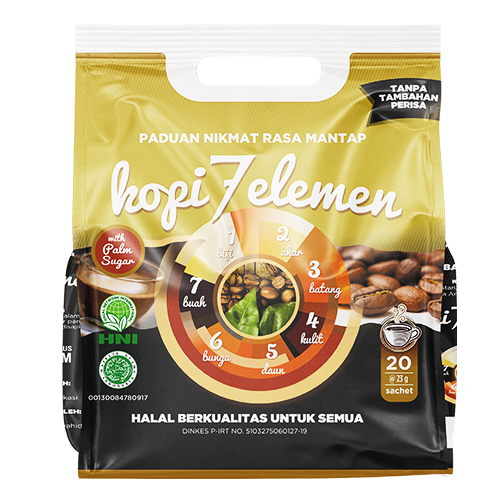 TANPA
TAMBAHAN
PERISA
PADUAN NIKMAT RASA MANTAP
kopi 7 elemen
with
Palm
Sugar
1
biji
2
akar
3
batang
4
kulit
5
daun
6
bunga
7
buah
HNI
00130084780917
20
@ 23 g
sachet
HALAL BERKUALITAS UNTUK SEMUA
DINKES P-IRT NO. 5103275060127-19